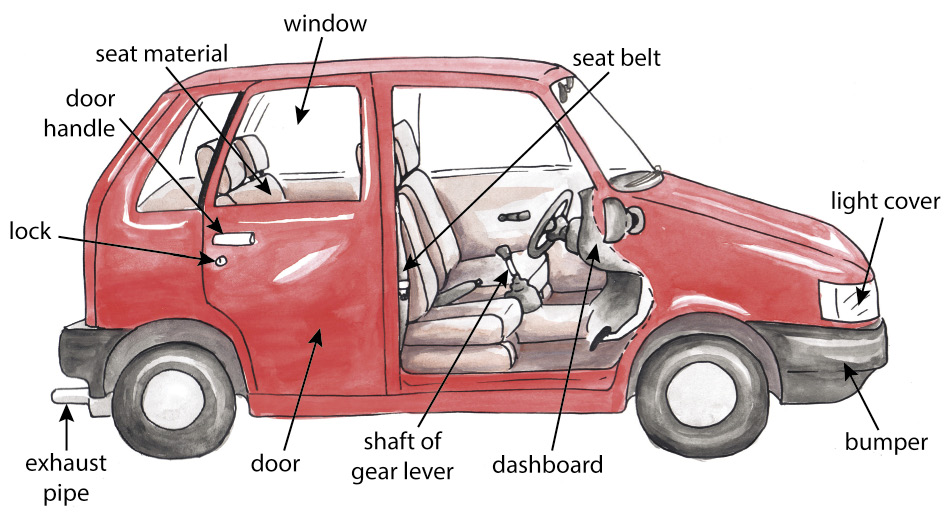 window
seat material
seat belt
door
handle
light cover
lock
exhaust
pipe
door
shaft of
gear lever
dashboard
bumper